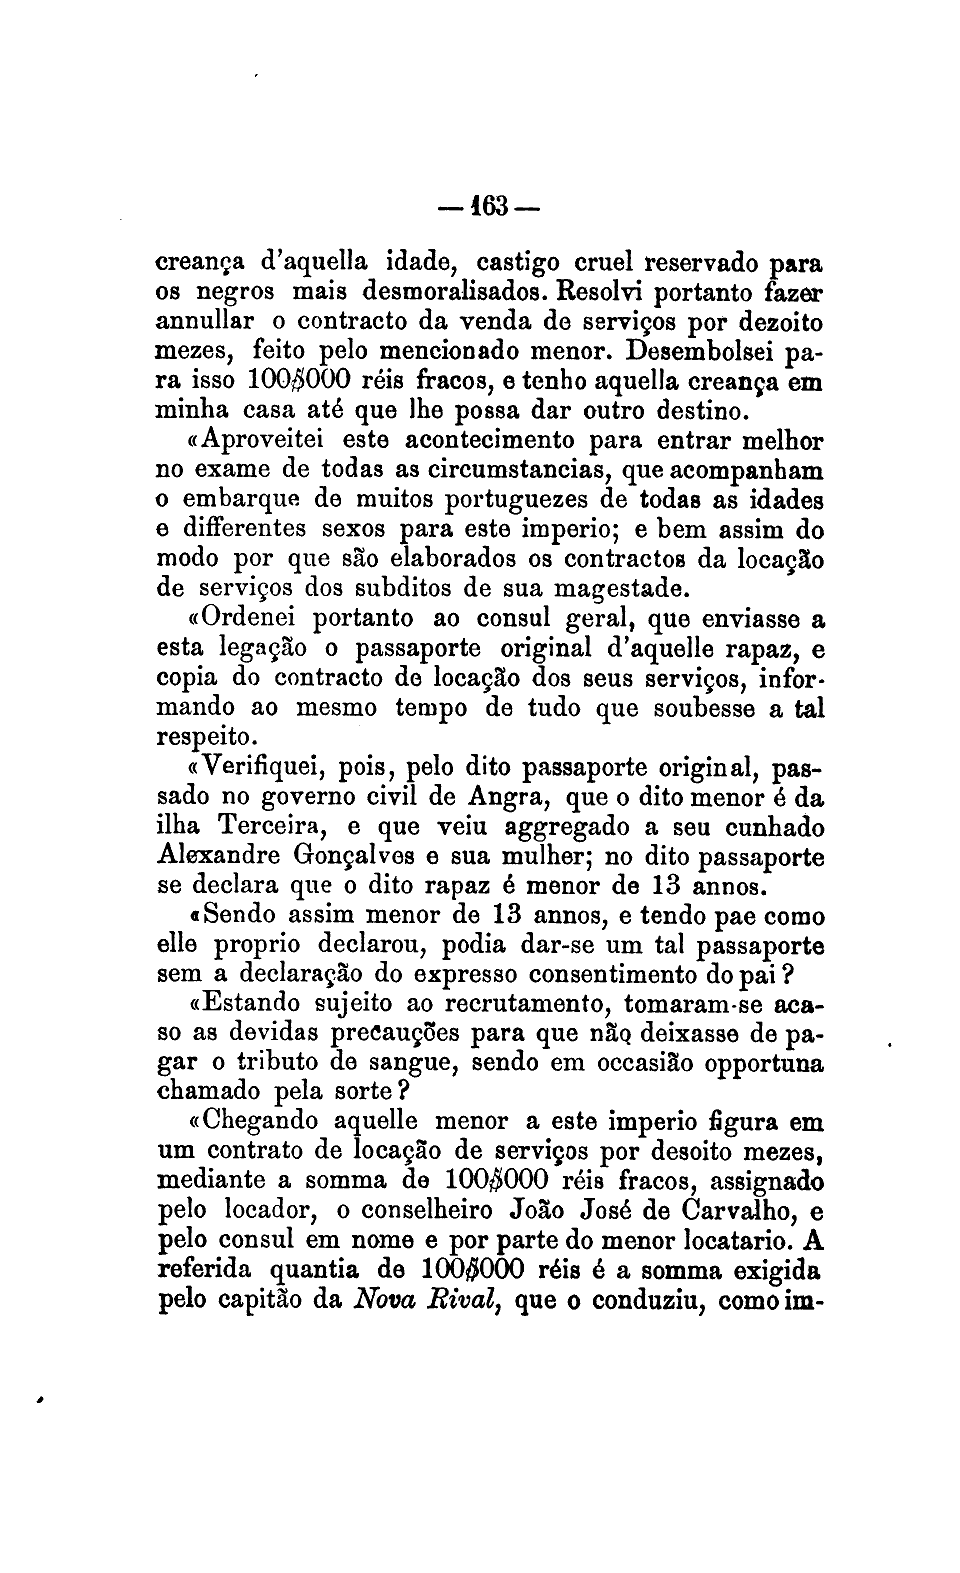 — 163 —
creança d'aquella idade, castigo cruel reservado para
os negros mais desmoralisados. Resolvi portanto fazer
annullar o contracto da venda de serviços por dezoito
mezes, feito pelo mencionado menor. Desembolsei pa-
ra isso 100$000 réis fracos, e tenho aquella creança em
minha casa até que lhe possa dar outro destino.
«Aproveitei este acontecimento para entrar melhor
no exame de todas as circumstancias, que acompanham
o embarque de muitos portuguezes de todas as idades
e differentes sexos para este imperio; e bem assim do
modo por que são elaborados os contractos da locação
de serviços dos subditos de sua magestade.
«Ordenei portanto ao consul geral, que enviasse a
esta legação o passaporte original d'aquelle rapaz, e
copia do contracto de locação dos seus serviços, infor-
mando ao mesmo tempo de tudo que soubesse a tal
respeito.
«Verifiquei, pois, pelo dito passaporte original, pas-
sado no governo civil de Angra, que o dito menor é da
ilha Terceira, e que veiu aggregado a seu cunhado
Alexandre Gonçalves e sua mulher; no dito passaporte
se declara que o dito rapaz é menor de 13 annos.
«Sendo assim menor de 13 annos, e tendo pae como
elle proprio declarou, podia dar-se um tal passaporte
sem a declaração do expresso consentimento do pai?
«Estando sujeito ao recrutamento, tomaram-se aca-
so as devidas precauções para que não deixasse de pa-
gar o tributo de sangue, sendo em occasião opportuna
chamado pela sorte?
«Chegando aquelle menor a este imperio figura em
um contrato de locação de serviços por desoito mezes,
mediante a somma de 100$000 réis fracos, assignado
pelo locador, o conselheiro João José de Carvalho, e
pelo consul em nome e por parte do menor locatario. A
referida quantia de 100$000 réis é a somma exigida
pelo capitão da Nova Rival, que o conduziu, como im-